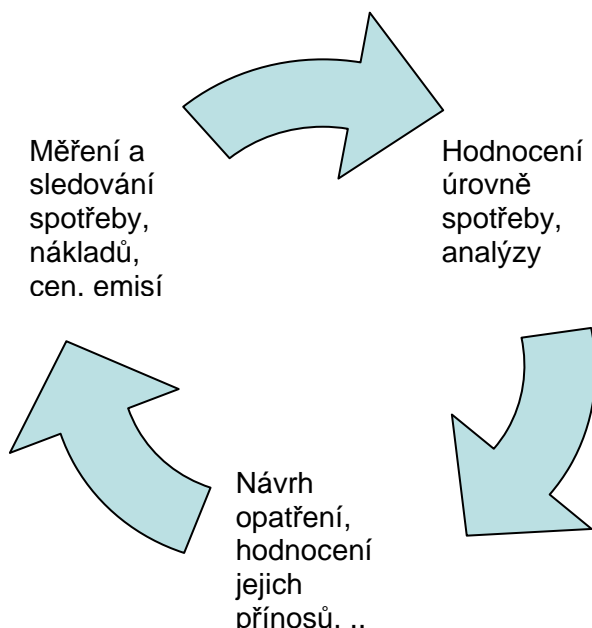 Měření a
sledování
spotřeby,
nákladů,
cen. emisí
Hodnocení
úrovně
spotřeby,
analýzy
Návrh
opatření,
hodnocení
jejich
přínosů, ..